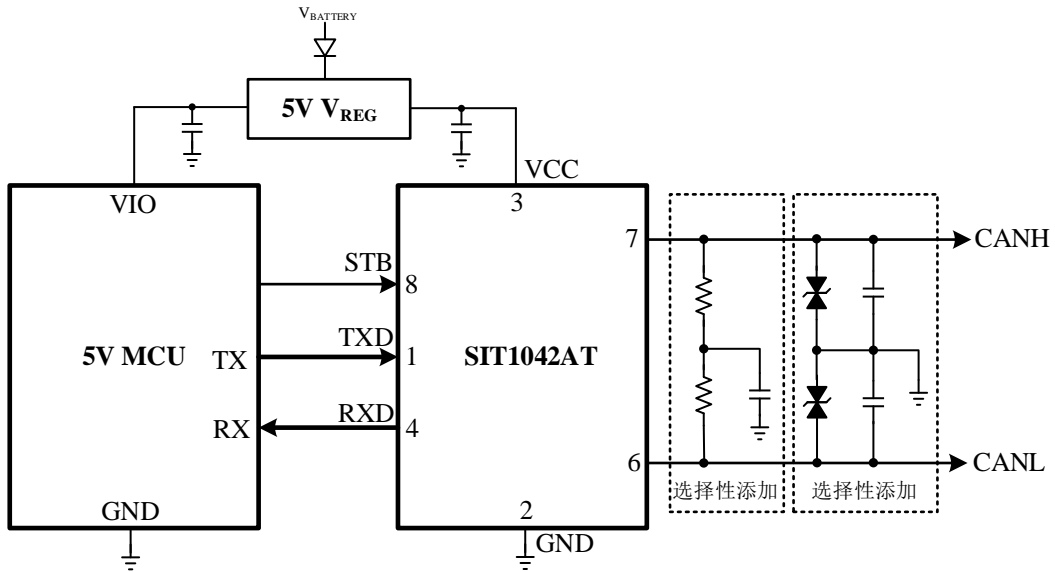 VBATTERY
5V VREG
VCC
VIO
3
7
CANH
STB
8
TXD
5V MCU
TX
1
SIT1042AT
RXD
RX
4
6
CANL
选择性添加
选择性添加
GND
2
GND